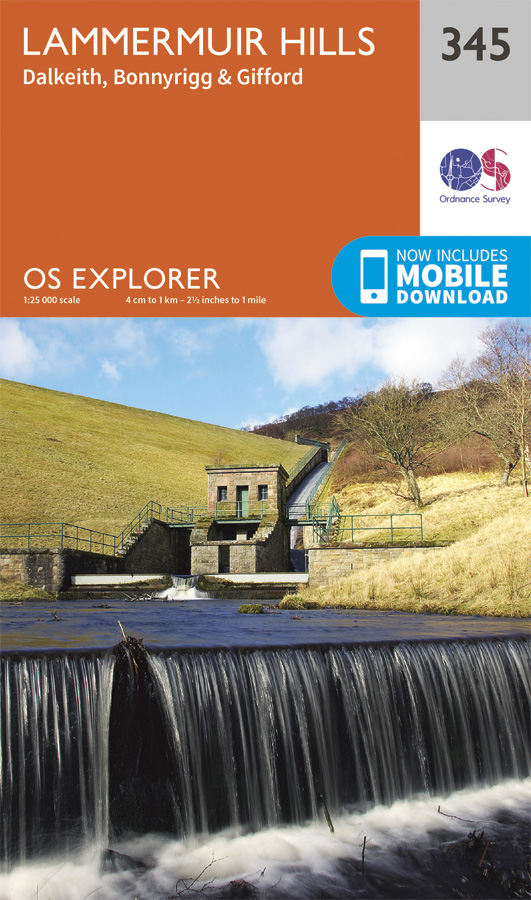 LAMMERMUIR HILLS
Dalkeith, Bonnyrigg & Gifford
345
OS
Ordnance Survey
NOW INCLUDES
MOBILE
DOWNLOAD
OS EXPLORER
1:25 000 scale 4 cm to 1 km – 2½ inches to 1 mile